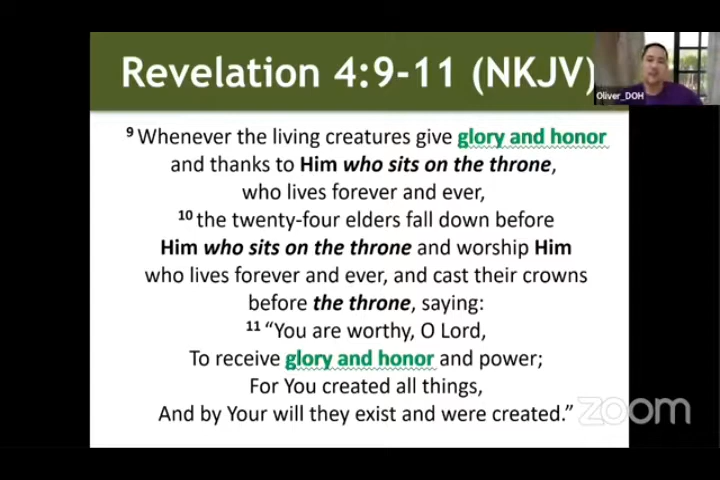 Revelation 4:9-11 (NKJV)
Oliver_DOH
9 Whenever the living creatures give glory and honor
and thanks to Him who sits on the throne,
who lives forever and ever,
10 the twenty-four elders fall down before
Him who sits on the throne and worship Him
who lives forever and ever, and cast their crowns
before the throne, saying:
11 “You are worthy, O Lord,
To receive glory and honor and power;
For You created all things,
And by Your will they exist and were created.”
zoom